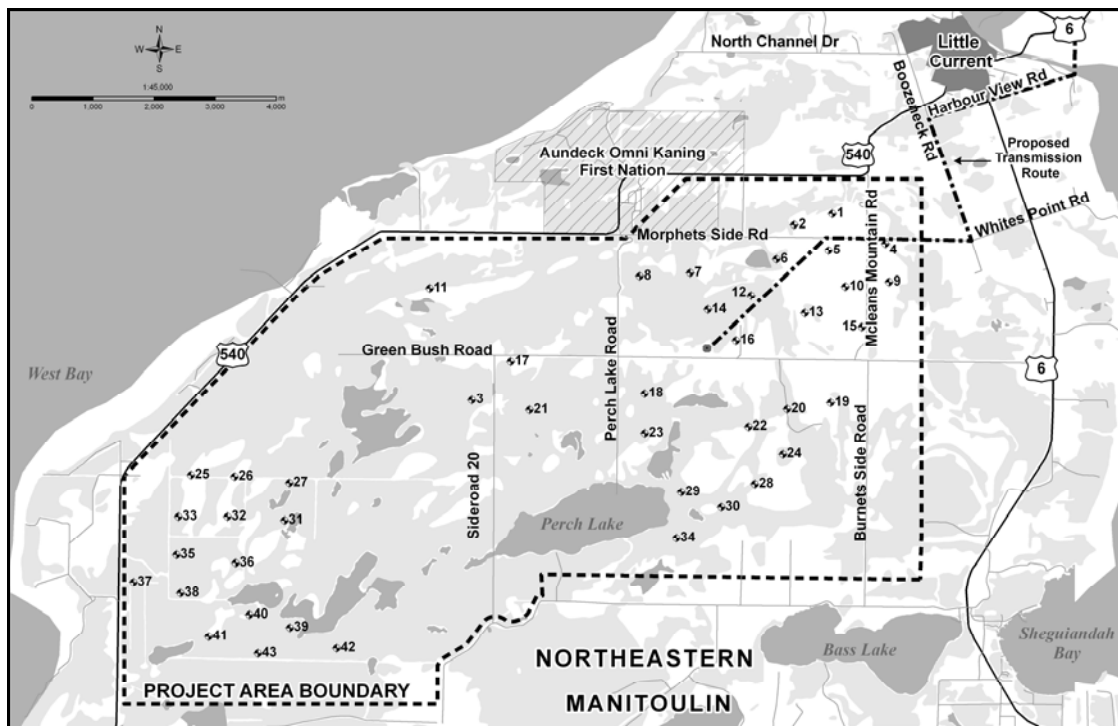 N
W E
S
1:45,000
0 1,000 2,000 3,000 4,000 m
North Channel Dr
Little
Current
6
Boozeneck Rd
Harbour View Rd
Proposed
Transmission
Route
540
Aundeck Omni Kaning
First Nation
Mcleans Mountain Rd
Whites Point Rd
Morphets Side Rd
1
2
4
5
6
7
8
9
10
11
12
13
14
15
16
540
West Bay
Green Bush Road
Perch Lake Road
6
17
18
3
21
19
20
22
23
24
Sideroad 20
Burnets Side Road
25
26
27
28
29
30
Perch Lake
33
32
31
34
35
36
37
38
40
39
41
42
43
NORTHEASTERN
MANITOULIN
Bass Lake
Sheguiandah
Bay
PROJECT AREA BOUNDARY